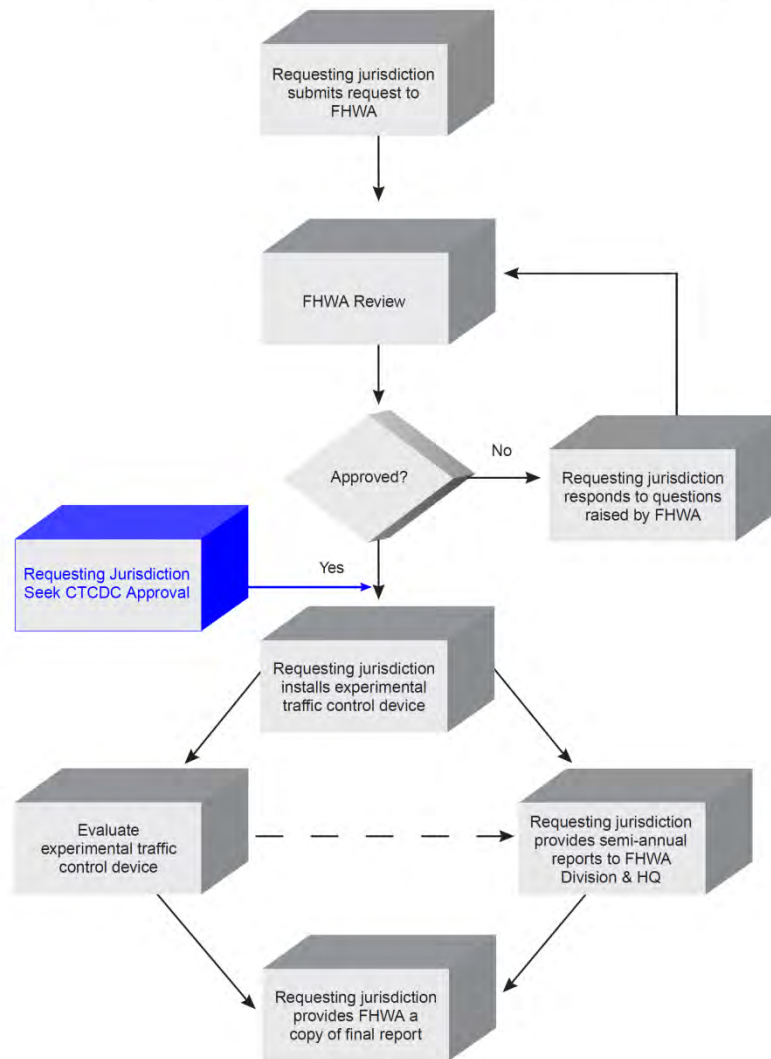 Requesting jurisdiction
submits request to
FHWA
FHWA Review
Approved?
No
Requesting jurisdiction
responds to questions
raised by FHWA
Requesting Jurisdiction
Seek CTCDC Approval
Yes
Requesting jurisdiction
installs experimental
traffic control device
Evaluate
experimental traffic
control device
Requesting jurisdiction
provides semi-annual
reports to FHWA
Division & HQ
Requesting jurisdiction
provides FHWA a
copy of final report